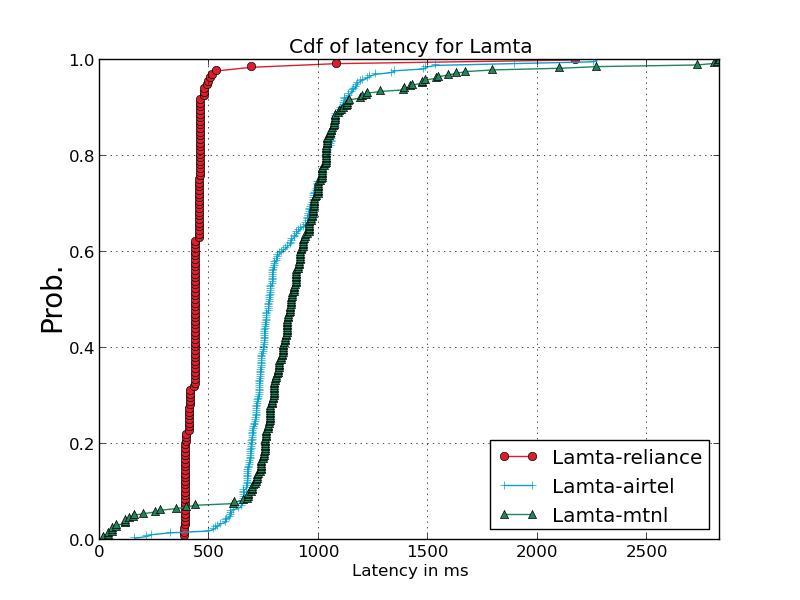 Cdf of latency for Lamta
Prob.
1.0
0.8
0.6
0.4
0.2
0.0
0 500 1000 1500 2000 2500
Latency in ms
Lamta-reliance
Lamta-airtel
Lamta-mtnl